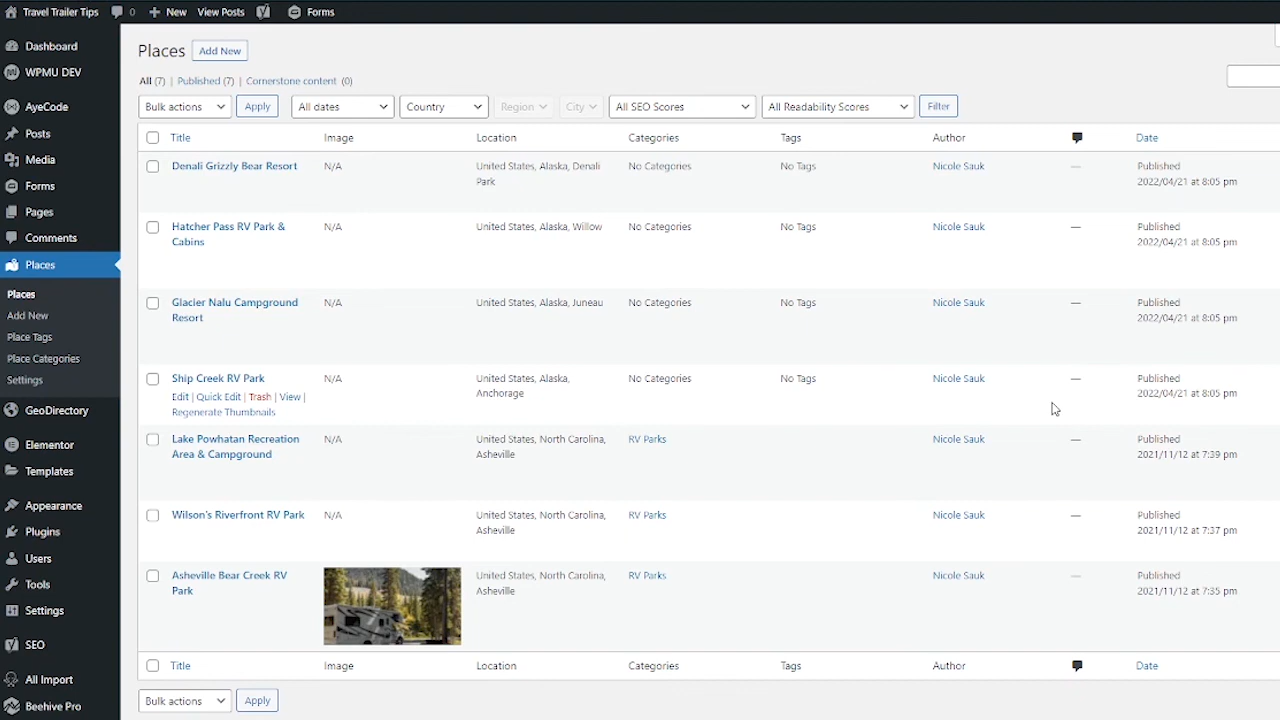 Travel Trailer Tips 0 New View Posts Forms
Dashboard
WPMU DEV
AyeCode
Posts
Media
Forms
Pages
Comments
Places
Places
Add New
Place Tags
Place Categories
Settings
GeoDirectory
Elementor
Templates
Appearance
Plugins
Users
Tools
Settings
SEO
All Import
Beehive Pro
Places Add New
All (7) | Published (7) | Cornerstone content (0)
Bulk actions Apply All dates Country Region City All SEO Scores All Readability Scores Filter
Title Image Location Categories Tags Author Date
Denali Grizzly Bear Resort N/A United States, Alaska, Denali No Categories No Tags Nicole Sauk — Published
Park 2022/04/21 at 8:05 pm
Hatcher Pass RV Park & N/A United States, Alaska, Willow No Categories No Tags Nicole Sauk — Published
Cabins 2022/04/21 at 8:05 pm
Glacier Nalu Campground N/A United States, Alaska, Juneau No Categories No Tags Nicole Sauk — Published
Resort 2022/04/21 at 8:05 pm
Ship Creek RV Park N/A United States, Alaska, No Categories No Tags Nicole Sauk — Published
Anchorage 2022/04/21 at 8:05 pm
Edit | Quick Edit | Trash | View |
Regenerate Thumbnails
Lake Powhatan Recreation N/A United States, North Carolina, RV Parks Nicole Sauk — Published
Area & Campground Asheville 2021/11/12 at 7:39 pm
Wilson's Riverfront RV Park N/A United States, North Carolina, RV Parks Nicole Sauk — Published
Asheville 2021/11/12 at 7:37 pm
Asheville Bear Creek RV United States, North Carolina, RV Parks Nicole Sauk — Published
Park Asheville 2021/11/12 at 7:35 pm
Title Image Location Categories Tags Author Date
Bulk actions Apply